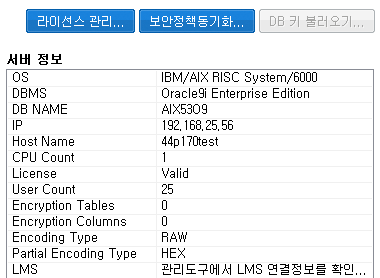 라이선스 관리... 보안정책동기화... DB 키 불러오기...
서버 정보
OS IBM/AIX RISC System/6000
DBMS Oracle9i Enterprise Edition
DB NAME AIX53O9
IP 192,168,25,56
Host Name 44p170test
CPU Count 1
License Valid
User Count 25
Encryption Tables 0
Encryption Columns 0
Encoding Type RAW
Partial Encoding Type HEX
LMS 관리도구에서 LMS 연결정보를 확인...